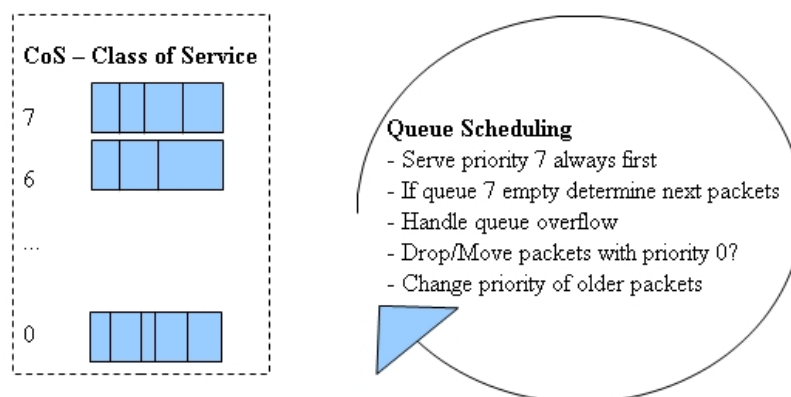 CoS – Class of Service
7
6
...
0
Queue Scheduling
- Serve priority 7 always first
- If queue 7 empty determine next packets
- Handle queue overflow
- Drop/Move packets with priority 0?
- Change priority of older packets